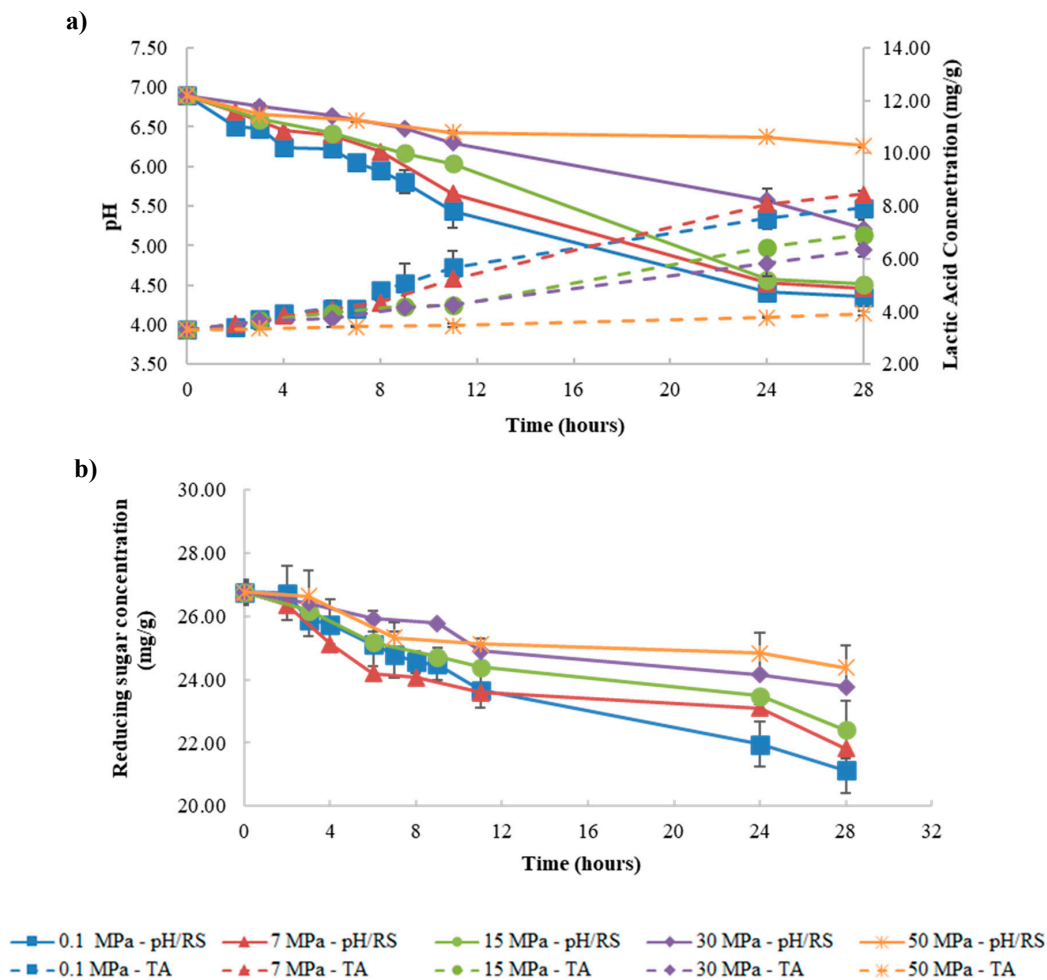 a)
7.50
7.00
6.50
6.00
5.50
5.00
4.50
4.00
3.50
pH
14.00
12.00
10.00
8.00
6.00
4.00
2.00
Lactic Acid Concnetration (mg/g)
0 4 8 12 16 20 24 28
Time (hours)
b)
30.00
28.00
26.00
24.00
22.00
20.00
Reducing sugar concentration
(mg/g)
0 4 8 12 16 20 24 28 32
Time (hours)
0.1 MPa - pH/RS 7 MPa - pH/RS 15 MPa - pH/RS 30 MPa - pH/RS 50 MPa - pH/RS
0.1 MPa - TA 7 MPa - TA 15 MPa - TA 30 MPa - TA 50 MPa - TA